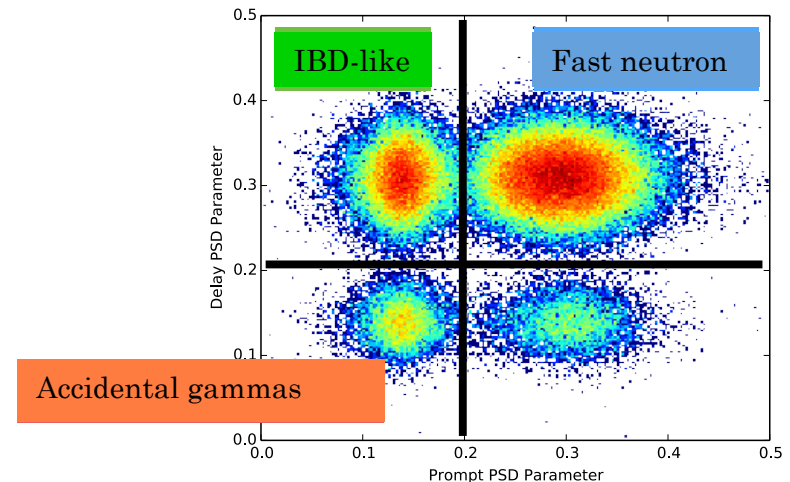 IBD-like
Fast neutron
Accidental gammas
Delay PSD Parameter
0.5
0.4
0.3
0.2
0.1
0.0
0.0 0.1 0.2 0.3 0.4 0.5
Prompt PSD Parameter